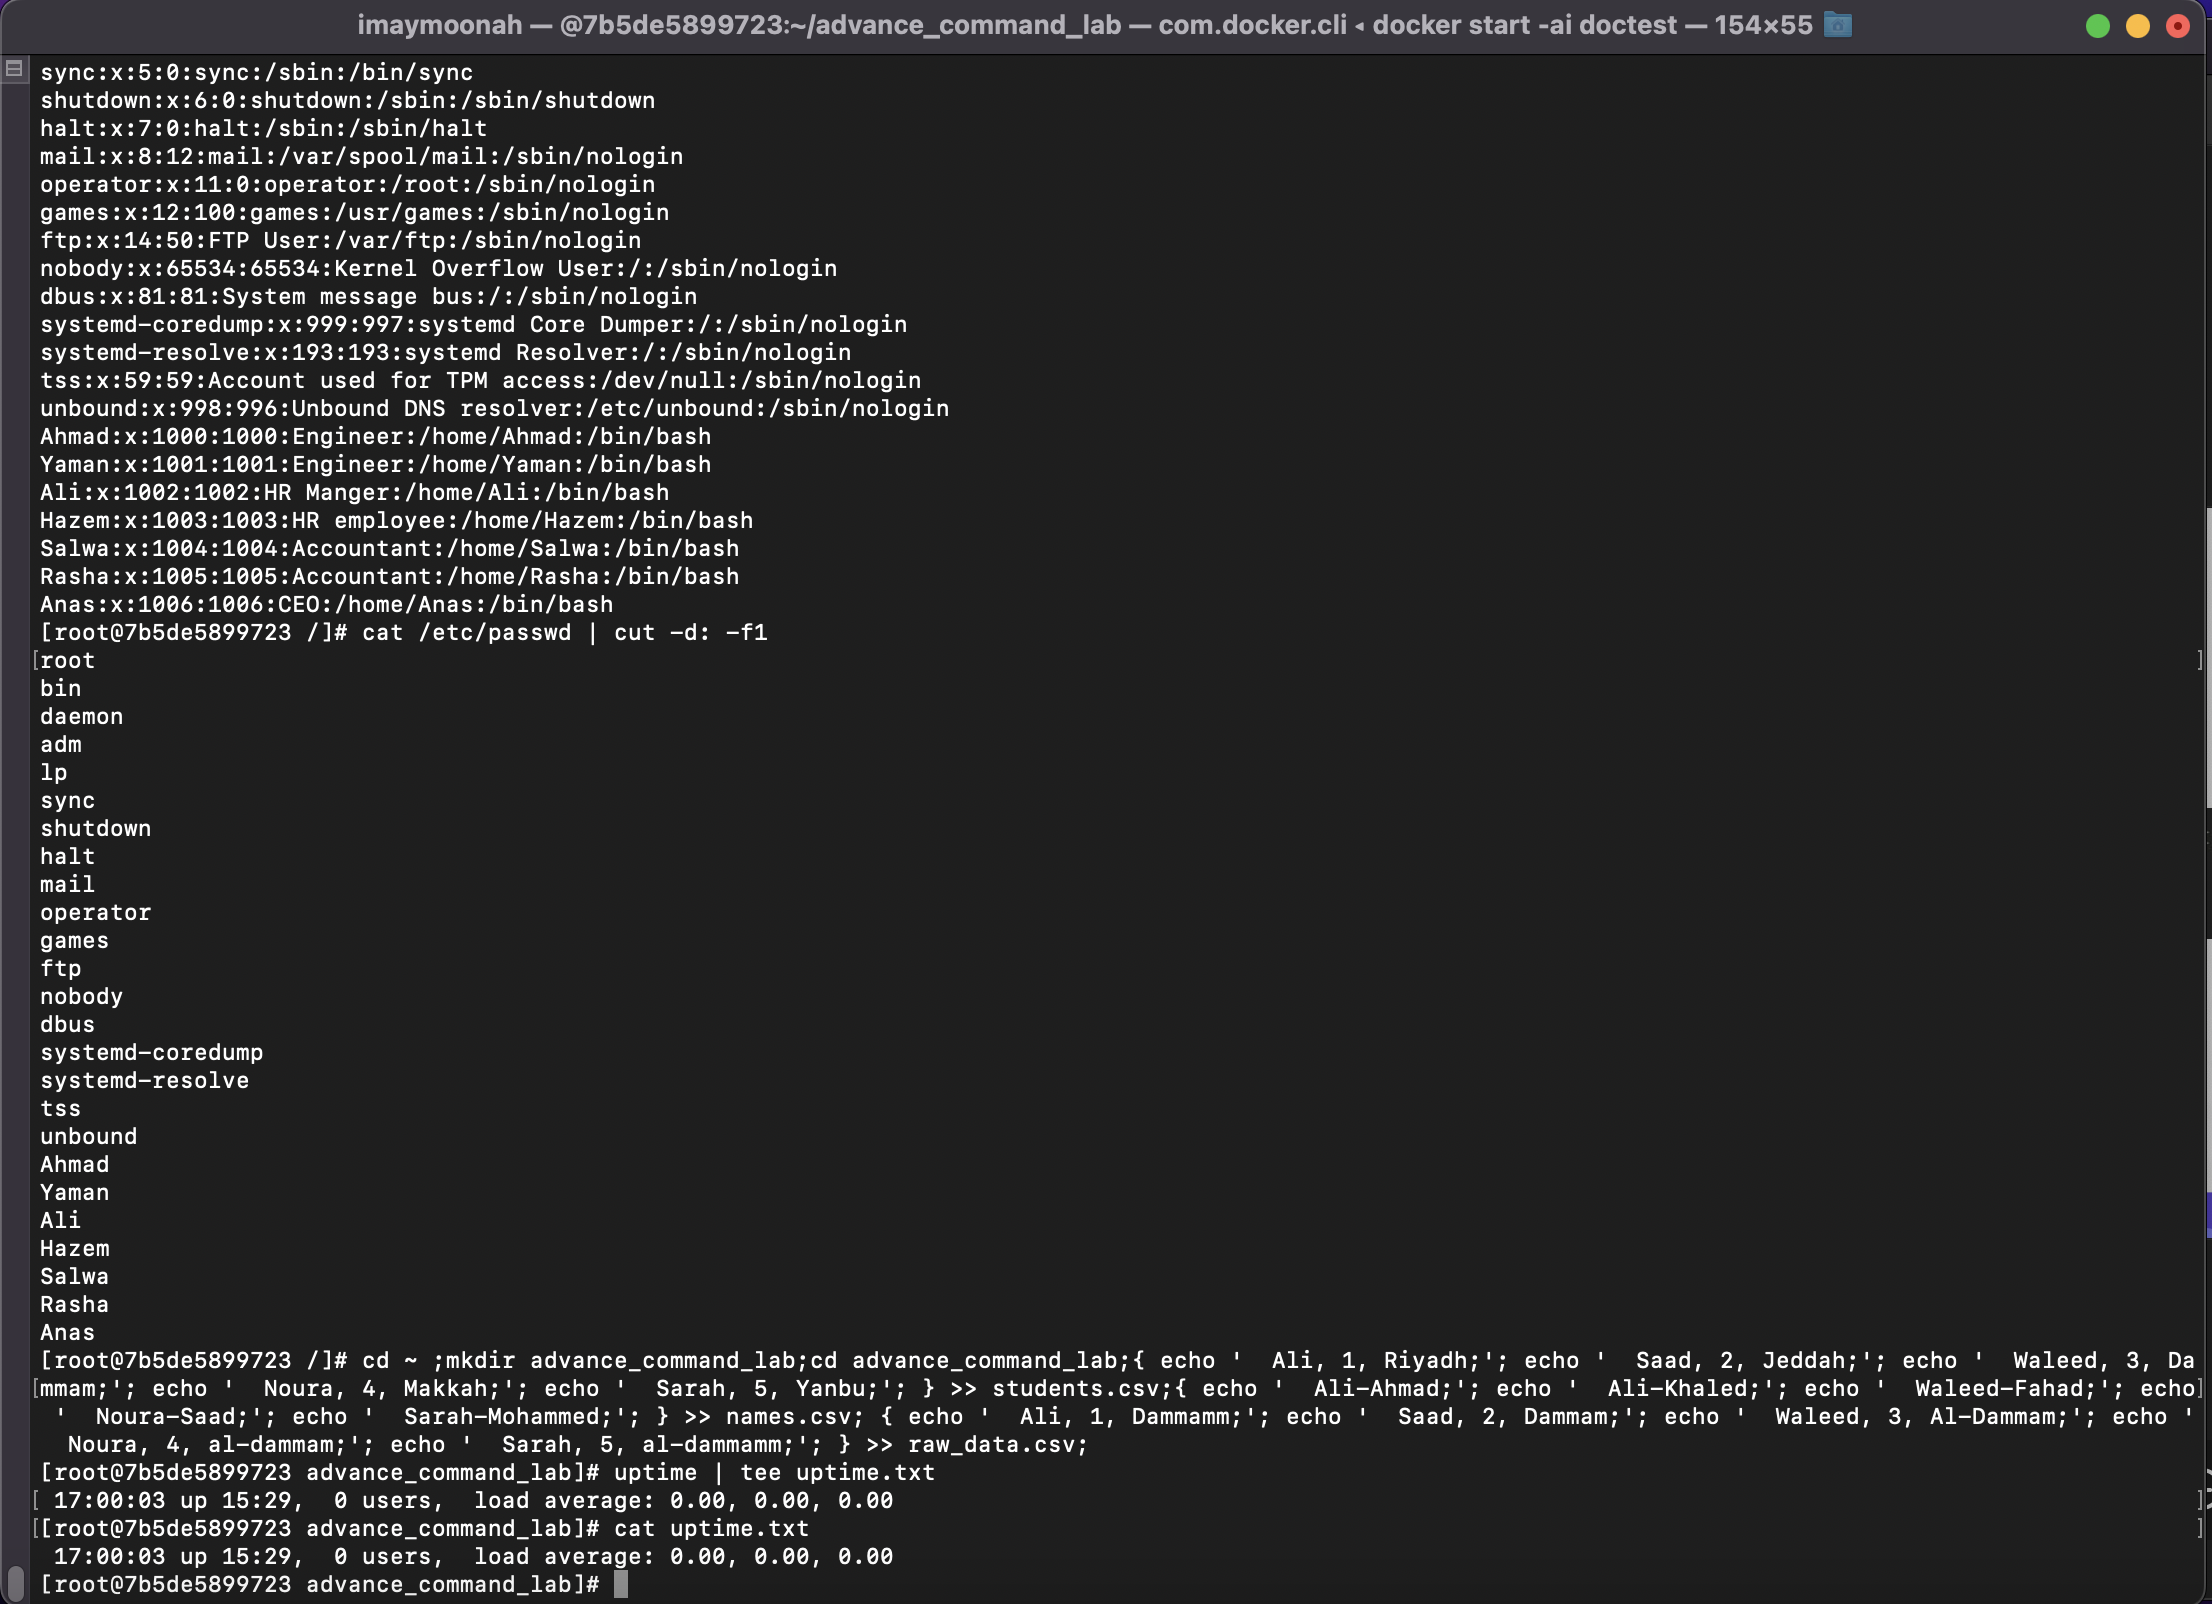 imaymoonah — @7b5de5899723:~/advance_command_lab — com.docker.cli ◂ docker start -ai doctest — 154×55
sync:x:5:0:sync:/sbin:/bin/sync
shutdown:x:6:0:shutdown:/sbin:/sbin/shutdown
halt:x:7:0:halt:/sbin:/sbin/halt
mail:x:8:12:mail:/var/spool/mail:/sbin/nologin
operator:x:11:0:operator:/root:/sbin/nologin
games:x:12:100:games:/usr/games:/sbin/nologin
ftp:x:14:50:FTP User:/var/ftp:/sbin/nologin
nobody:x:65534:65534:Kernel Overflow User:/:/sbin/nologin
dbus:x:81:81:System message bus:/:/sbin/nologin
systemd-coredump:x:999:997:systemd Core Dumper:/:/sbin/nologin
systemd-resolve:x:193:193:systemd Resolver:/:/sbin/nologin
tss:x:59:59:Account used for TPM access:/dev/null:/sbin/nologin
unbound:x:998:996:Unbound DNS resolver:/etc/unbound:/sbin/nologin
Ahmad:x:1000:1000:Engineer:/home/Ahmad:/bin/bash
Yaman:x:1001:1001:Engineer:/home/Yaman:/bin/bash
Ali:x:1002:1002:HR Manger:/home/Ali:/bin/bash
Hazem:x:1003:1003:HR employee:/home/Hazem:/bin/bash
Salwa:x:1004:1004:Accountant:/home/Salwa:/bin/bash
Rasha:x:1005:1005:Accountant:/home/Rasha:/bin/bash
Anas:x:1006:1006:CEO:/home/Anas:/bin/bash
[root@7b5de5899723 /]# cat /etc/passwd | cut -d: -f1
[root ]
bin
daemon
adm
lp
sync
shutdown
halt
mail
operator
games
ftp
nobody
dbus
systemd-coredump
systemd-resolve
tss
unbound
Ahmad
Yaman
Ali
Hazem
Salwa
Rasha
Anas
[root@7b5de5899723 /]# cd ~ ;mkdir advance_command_lab;cd advance_command_lab;{ echo '  Ali, 1, Riyadh;'; echo '  Saad, 2, Jeddah;'; echo '  Waleed, 3, Da
[mmam;'; echo '  Noura, 4, Makkah;'; echo '  Sarah, 5, Yanbu;'; } >> students.csv;{ echo '  Ali-Ahmad;'; echo '  Ali-Khaled;'; echo '  Waleed-Fahad;'; echo]
 '  Noura-Saad;'; echo '  Sarah-Mohammed;'; } >> names.csv; { echo '  Ali, 1, Dammamm;'; echo '  Saad, 2, Dammam;'; echo '  Waleed, 3, Al-Dammam;'; echo '
  Noura, 4, al-dammam;'; echo '  Sarah, 5, al-dammamm;'; } >> raw_data.csv;
[root@7b5de5899723 advance_command_lab]# uptime | tee uptime.txt
[ 17:00:03 up 15:29,  0 users,  load average: 0.00, 0.00, 0.00 ]
[[root@7b5de5899723 advance_command_lab]# cat uptime.txt ]
 17:00:03 up 15:29,  0 users,  load average: 0.00, 0.00, 0.00
[root@7b5de5899723 advance_command_lab]#